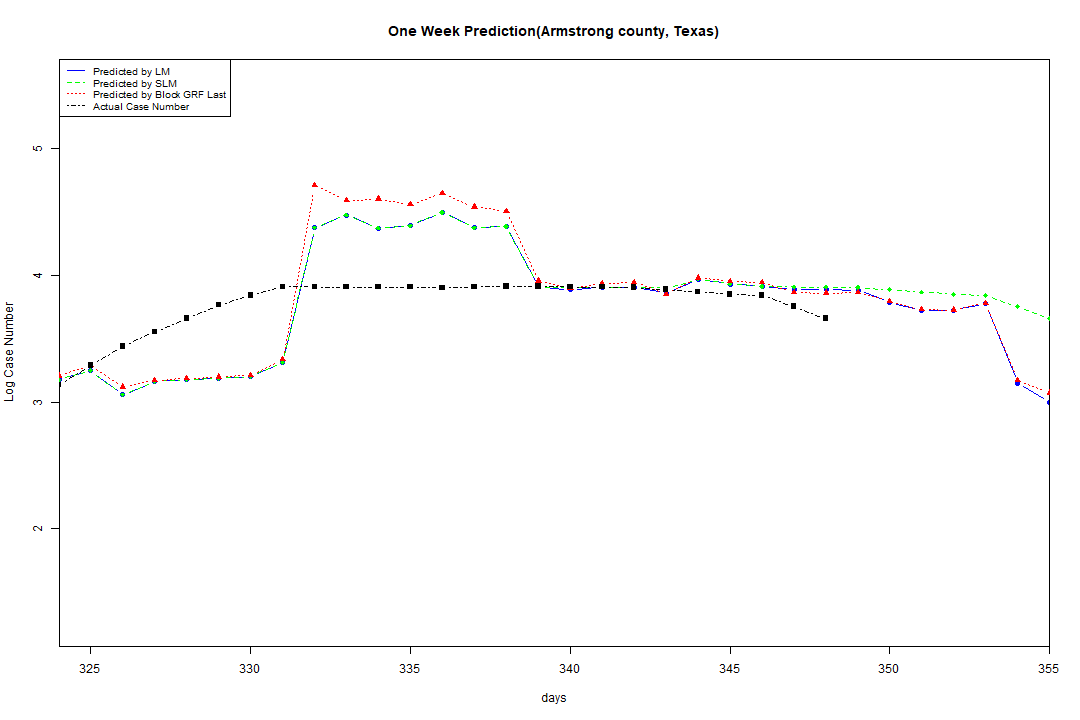 One Week Prediction(Armstrong county, Texas)
Predicted by LM
Predicted by SLM
Predicted by Block GRF Last
Actual Case Number
5
4
3
2
Log Case Number
325 330 335 340 345 350 355
days